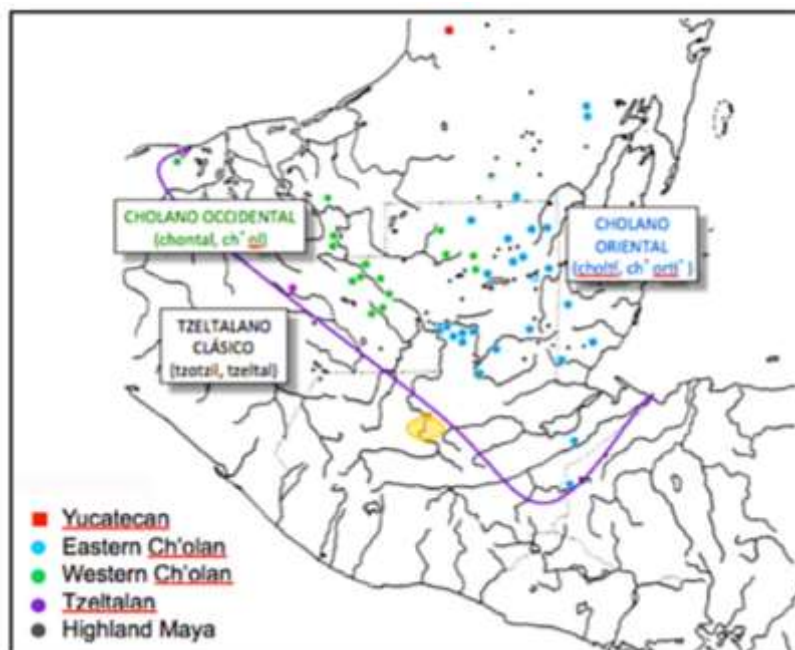 CHOLANO OCCIDENTAL
(chontal, ch' ol)
CHOLANO
ORIENTAL
(choltí, ch' orti' )
TZELTALANO
CLÁSICO
(tzotzil, tzeltal)
Yucatecan
Eastern Ch'olan
Western Ch'olan
Tzeltalan
Highland Maya